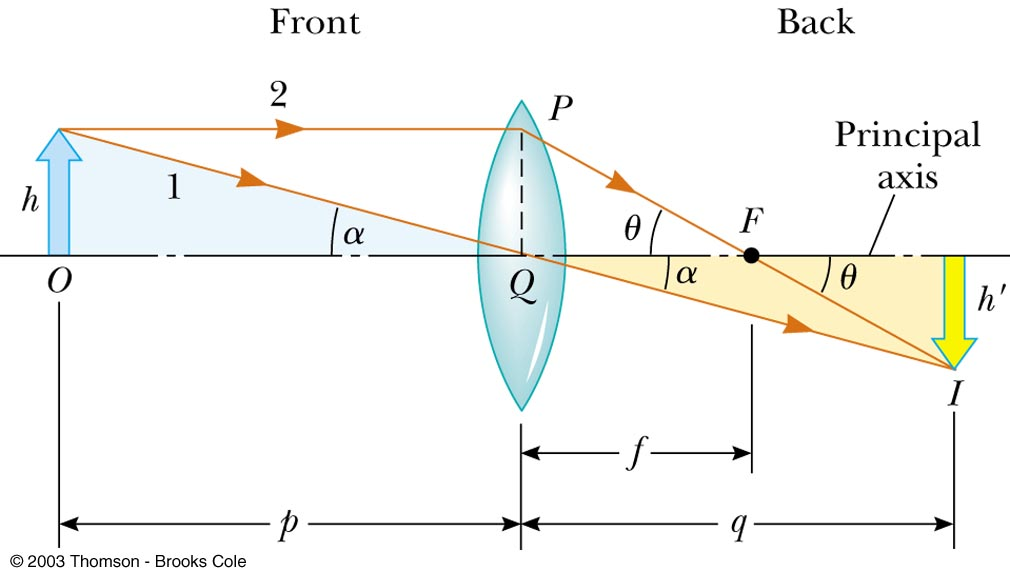 Front
Back
2
P
Principal
axis
1
h
α
θ
F
O
Q
α
θ
h′
I
f
p
q
© 2003 Thomson - Brooks Cole